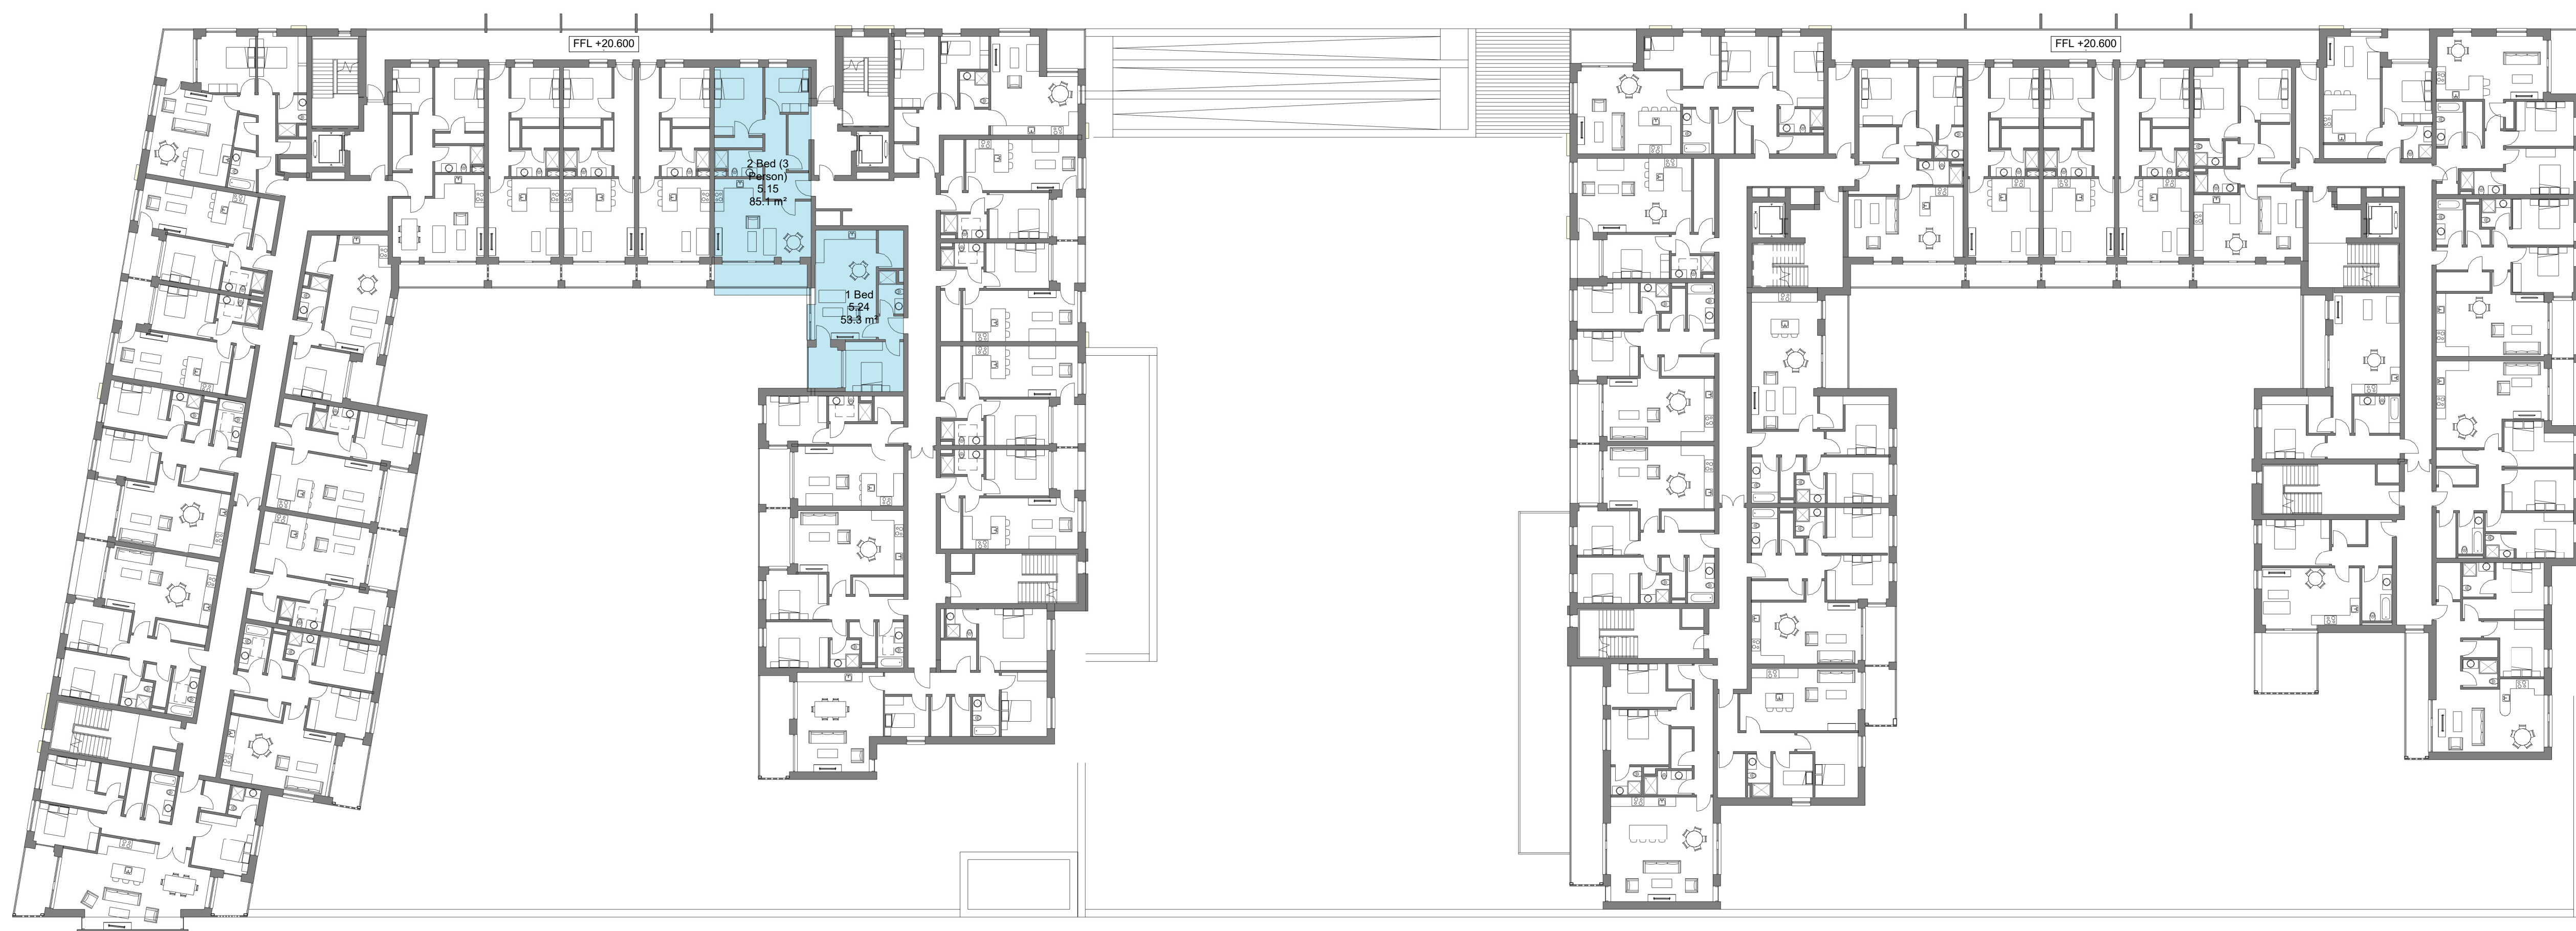 FFL +20.600
FFL +20.600
2 Bed (3
Person)
5.15
85.1 m²
1 Bed
5.24
53.3 m²